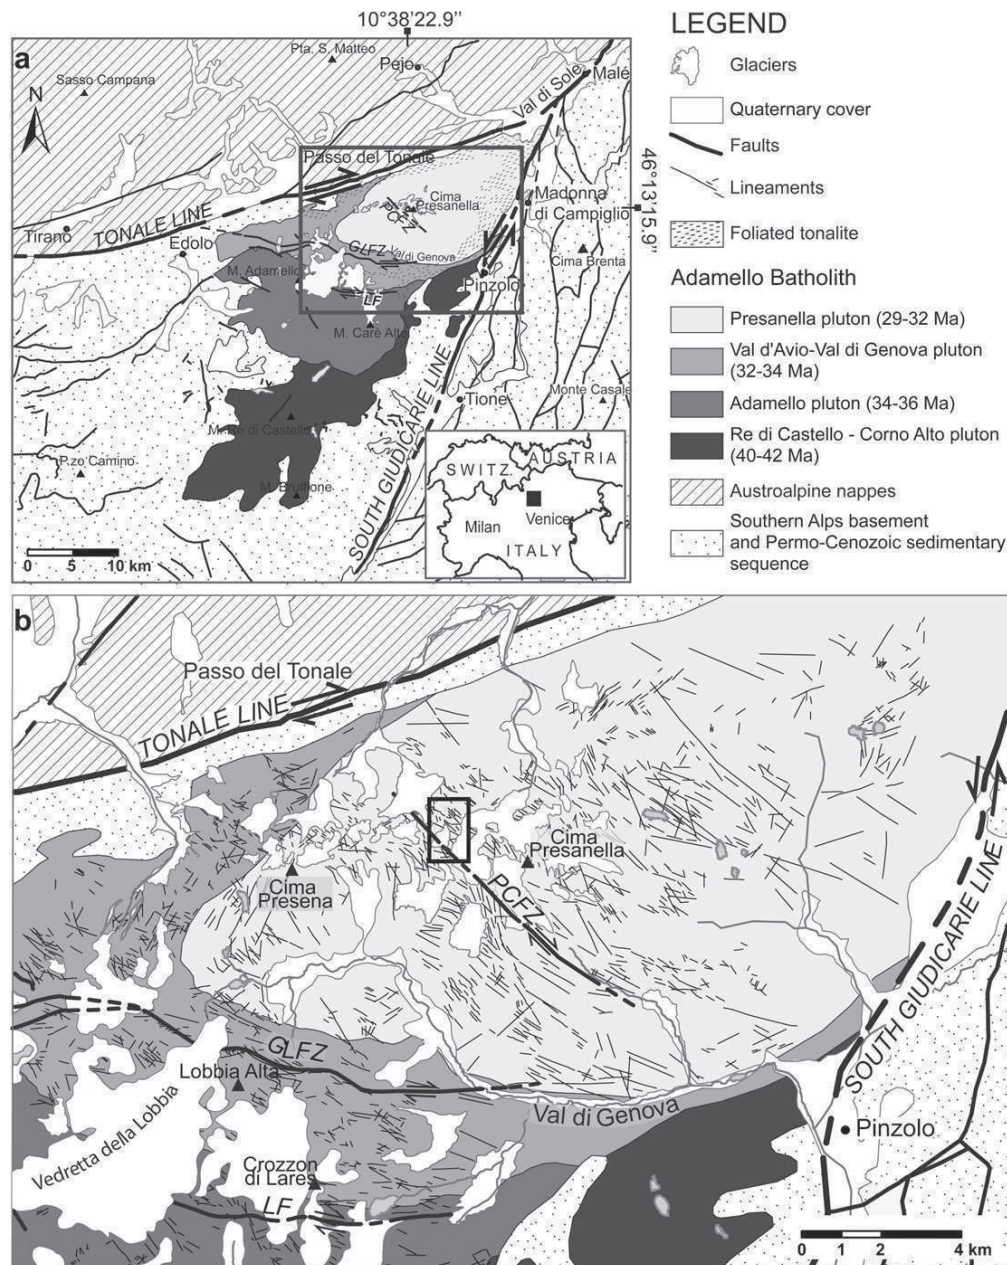 10°38'22.9’’
a
N
Sasso Campana
Pta. S. Matteo
Pejo
Malé
Val di Sole
Passo del Tonale
Cima
Presanella
46°13'15.9’’
Tirano
TONALE LINE
Edolo
Madonna
di Campiglio
GLFZ
Val di Genova
Cima Brenta
M. Adamello
Pinzolo
LF
M. Carè Alto
SOUTH GIUDICARIE LINE
Tione
Monte Casale
M. Re di Castello
P.zo Camino
M. Bruffione
0 5 10 km
SWITZ.
AUSTRIA
Milan
Venice
ITALY
LEGEND
Glaciers
Quaternary cover
Faults
Lineaments
Foliated tonalite
Adamello Batholith
Presanella pluton (29-32 Ma)
Val d'Avio-Val di Genova pluton
(32-34 Ma)
Adamello pluton (34-36 Ma)
Re di Castello - Corno Alto pluton
(40-42 Ma)
Austroalpine nappes
Southern Alps basement
and Permo-Cenozoic sedimentary
sequence
b
Passo del Tonale
TONALE LINE
Cima
Presanella
Cima
Presena
PCFZ
SOUTH GIUDICARIE LINE
GLFZ
Lobbia Alta
Val di Genova
Vedretta della Lobbia
Pinzolo
Crozzon
di Lares
LF
0 1 2 4 km